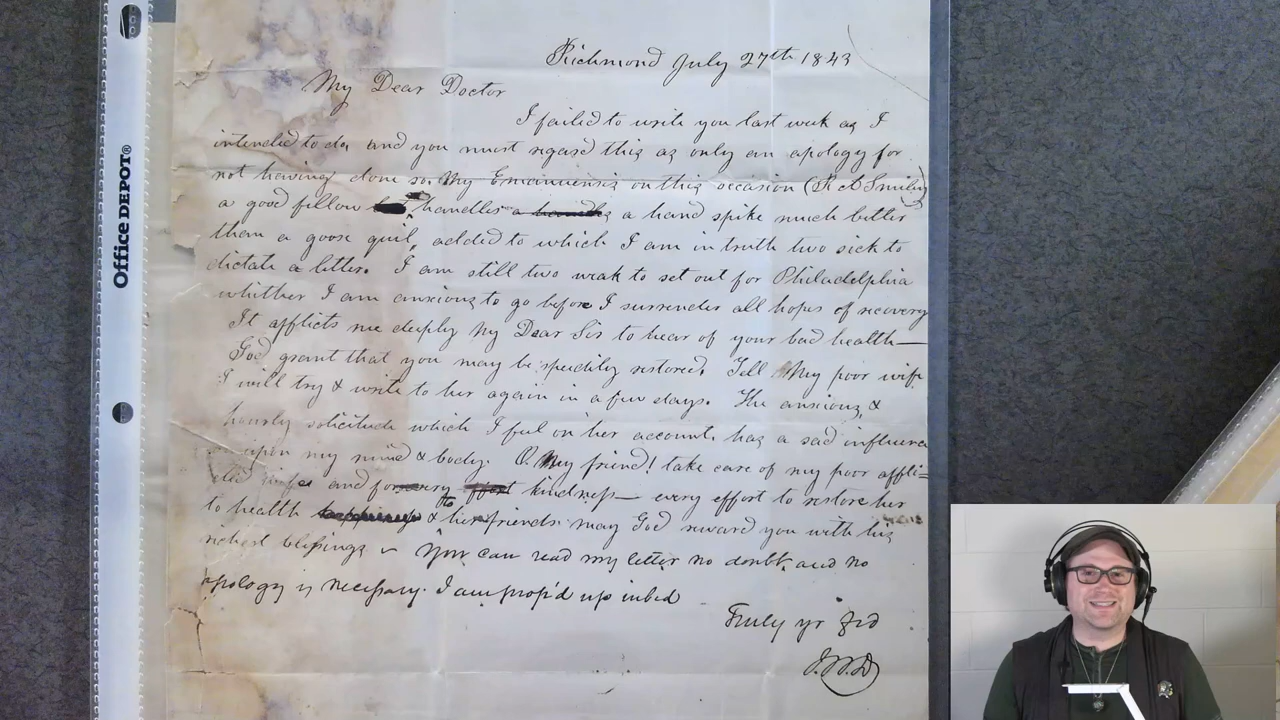 Office DEPOT®
Richmond July 27th 1843
My Dear Doctor
I failed to write you last week as I
intended to do, and you must regard this as only an apology for
not having done so. My Emanuensis on this occasion
a good fellow handles a hand spike much better
than a goose quil, added to which I am in truth two sick to
dictate a letter. I am still two weak to set out for Philadelphia
whither I am anxious to go before I surrender all hopes of recovery
It afflicts me deeply My Dear Sir to hear of your bad health—
God grant that you may be speedily restored. Tell My poor wife
I will try & write to her again in a few days. The anxious, &
hourly solicitude which I feel on her account, has a sad influence
upon my mind & body. O. My friend! take care of my poor affli=
cted wife and for kindness— every effort to restore her
to health & to her friends. may God reward you with his
richest blessings ~ You can read my letter no doubt, and no
apology is necessary. I am prop'd up in bed
Truly yr frd